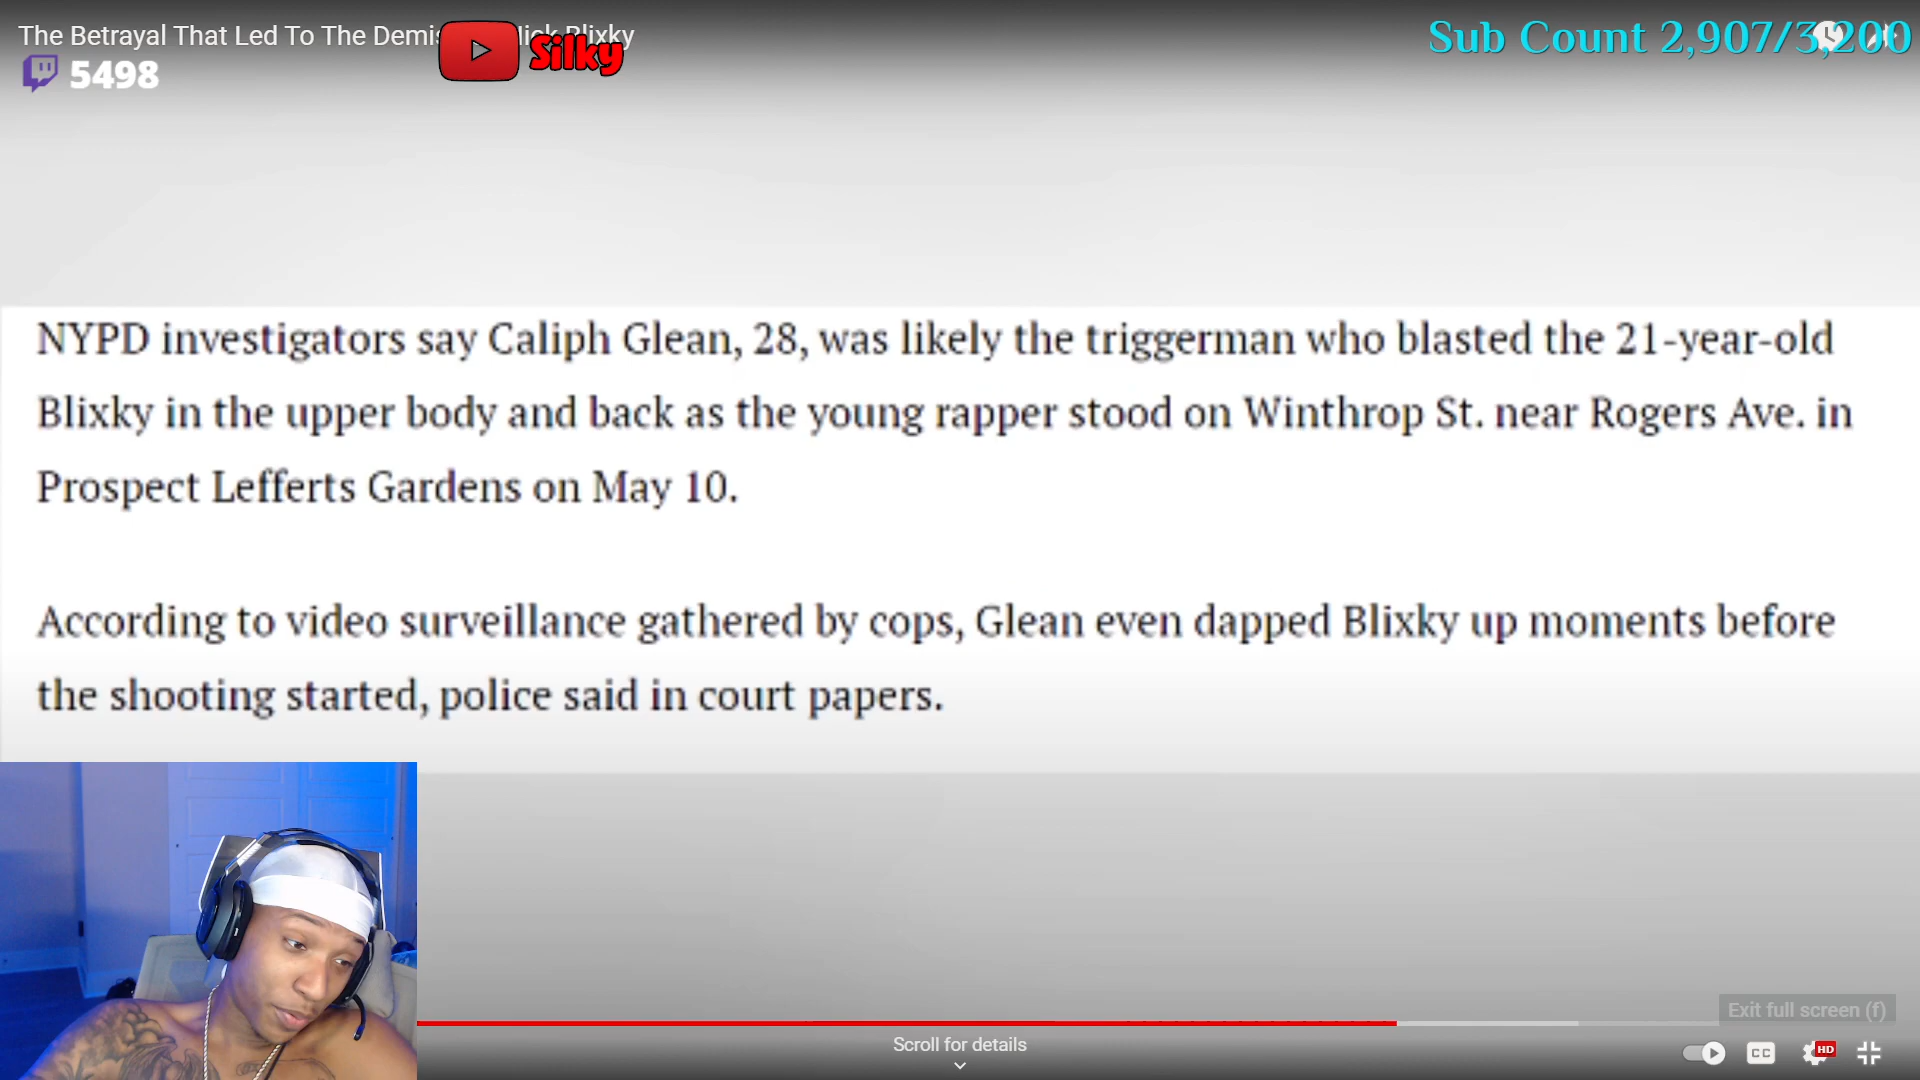 The Betrayal That Led To The Demis Nick Blixky
Silky
Sub Count 2,907/3,200
5498
NYPD investigators say Caliph Glean, 28, was likely the triggerman who blasted the 21-year-old
Blixky in the upper body and back as the young rapper stood on Winthrop St. near Rogers Ave. in
Prospect Lefferts Gardens on May 10.
According to video surveillance gathered by cops, Glean even dapped Blixky up moments before
the shooting started, police said in court papers.
Exit full screen (f)
Scroll for details
CC
HD